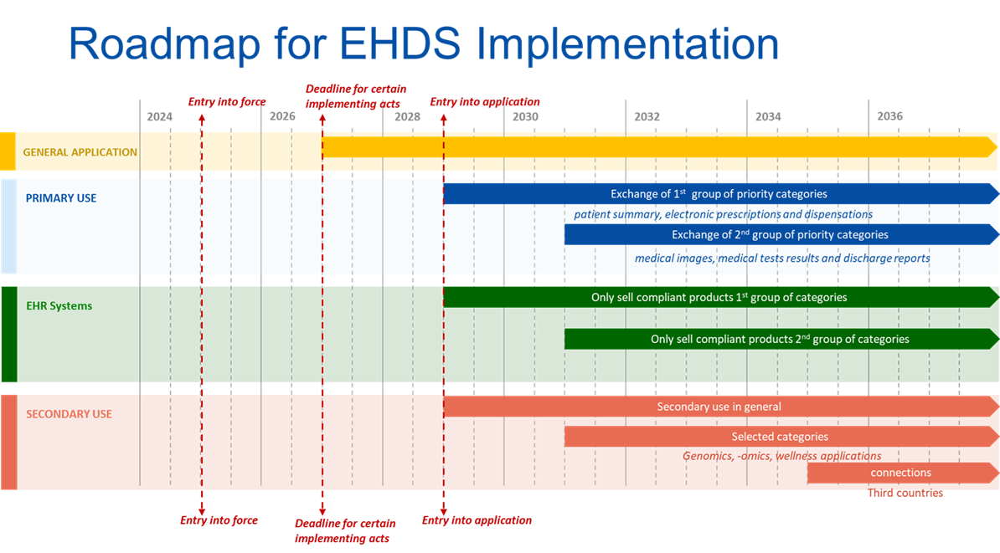 Roadmap for EHDS Implementation
Deadline for certain
Entry into force
implementing acts
Entry into application
2024
2026
2028
2030
2032
2034
2036
GENERAL APPLICATION
PRIMARY USE
Exchange of 1st group of priority categories
patient summary, electronic prescriptions and dispensations
Exchange of 2nd group of priority categories
medical images, medical tests results and discharge reports
EHR Systems
Only sell compliant products 1st group of categories
Only sell compliant products 2nd group of categories
SECONDARY USE
Secondary use in general
Selected categories
Genomics, -omics, wellness applications
connections
Third countries
Entry into force
Deadline for certain
implementing acts
Entry into application